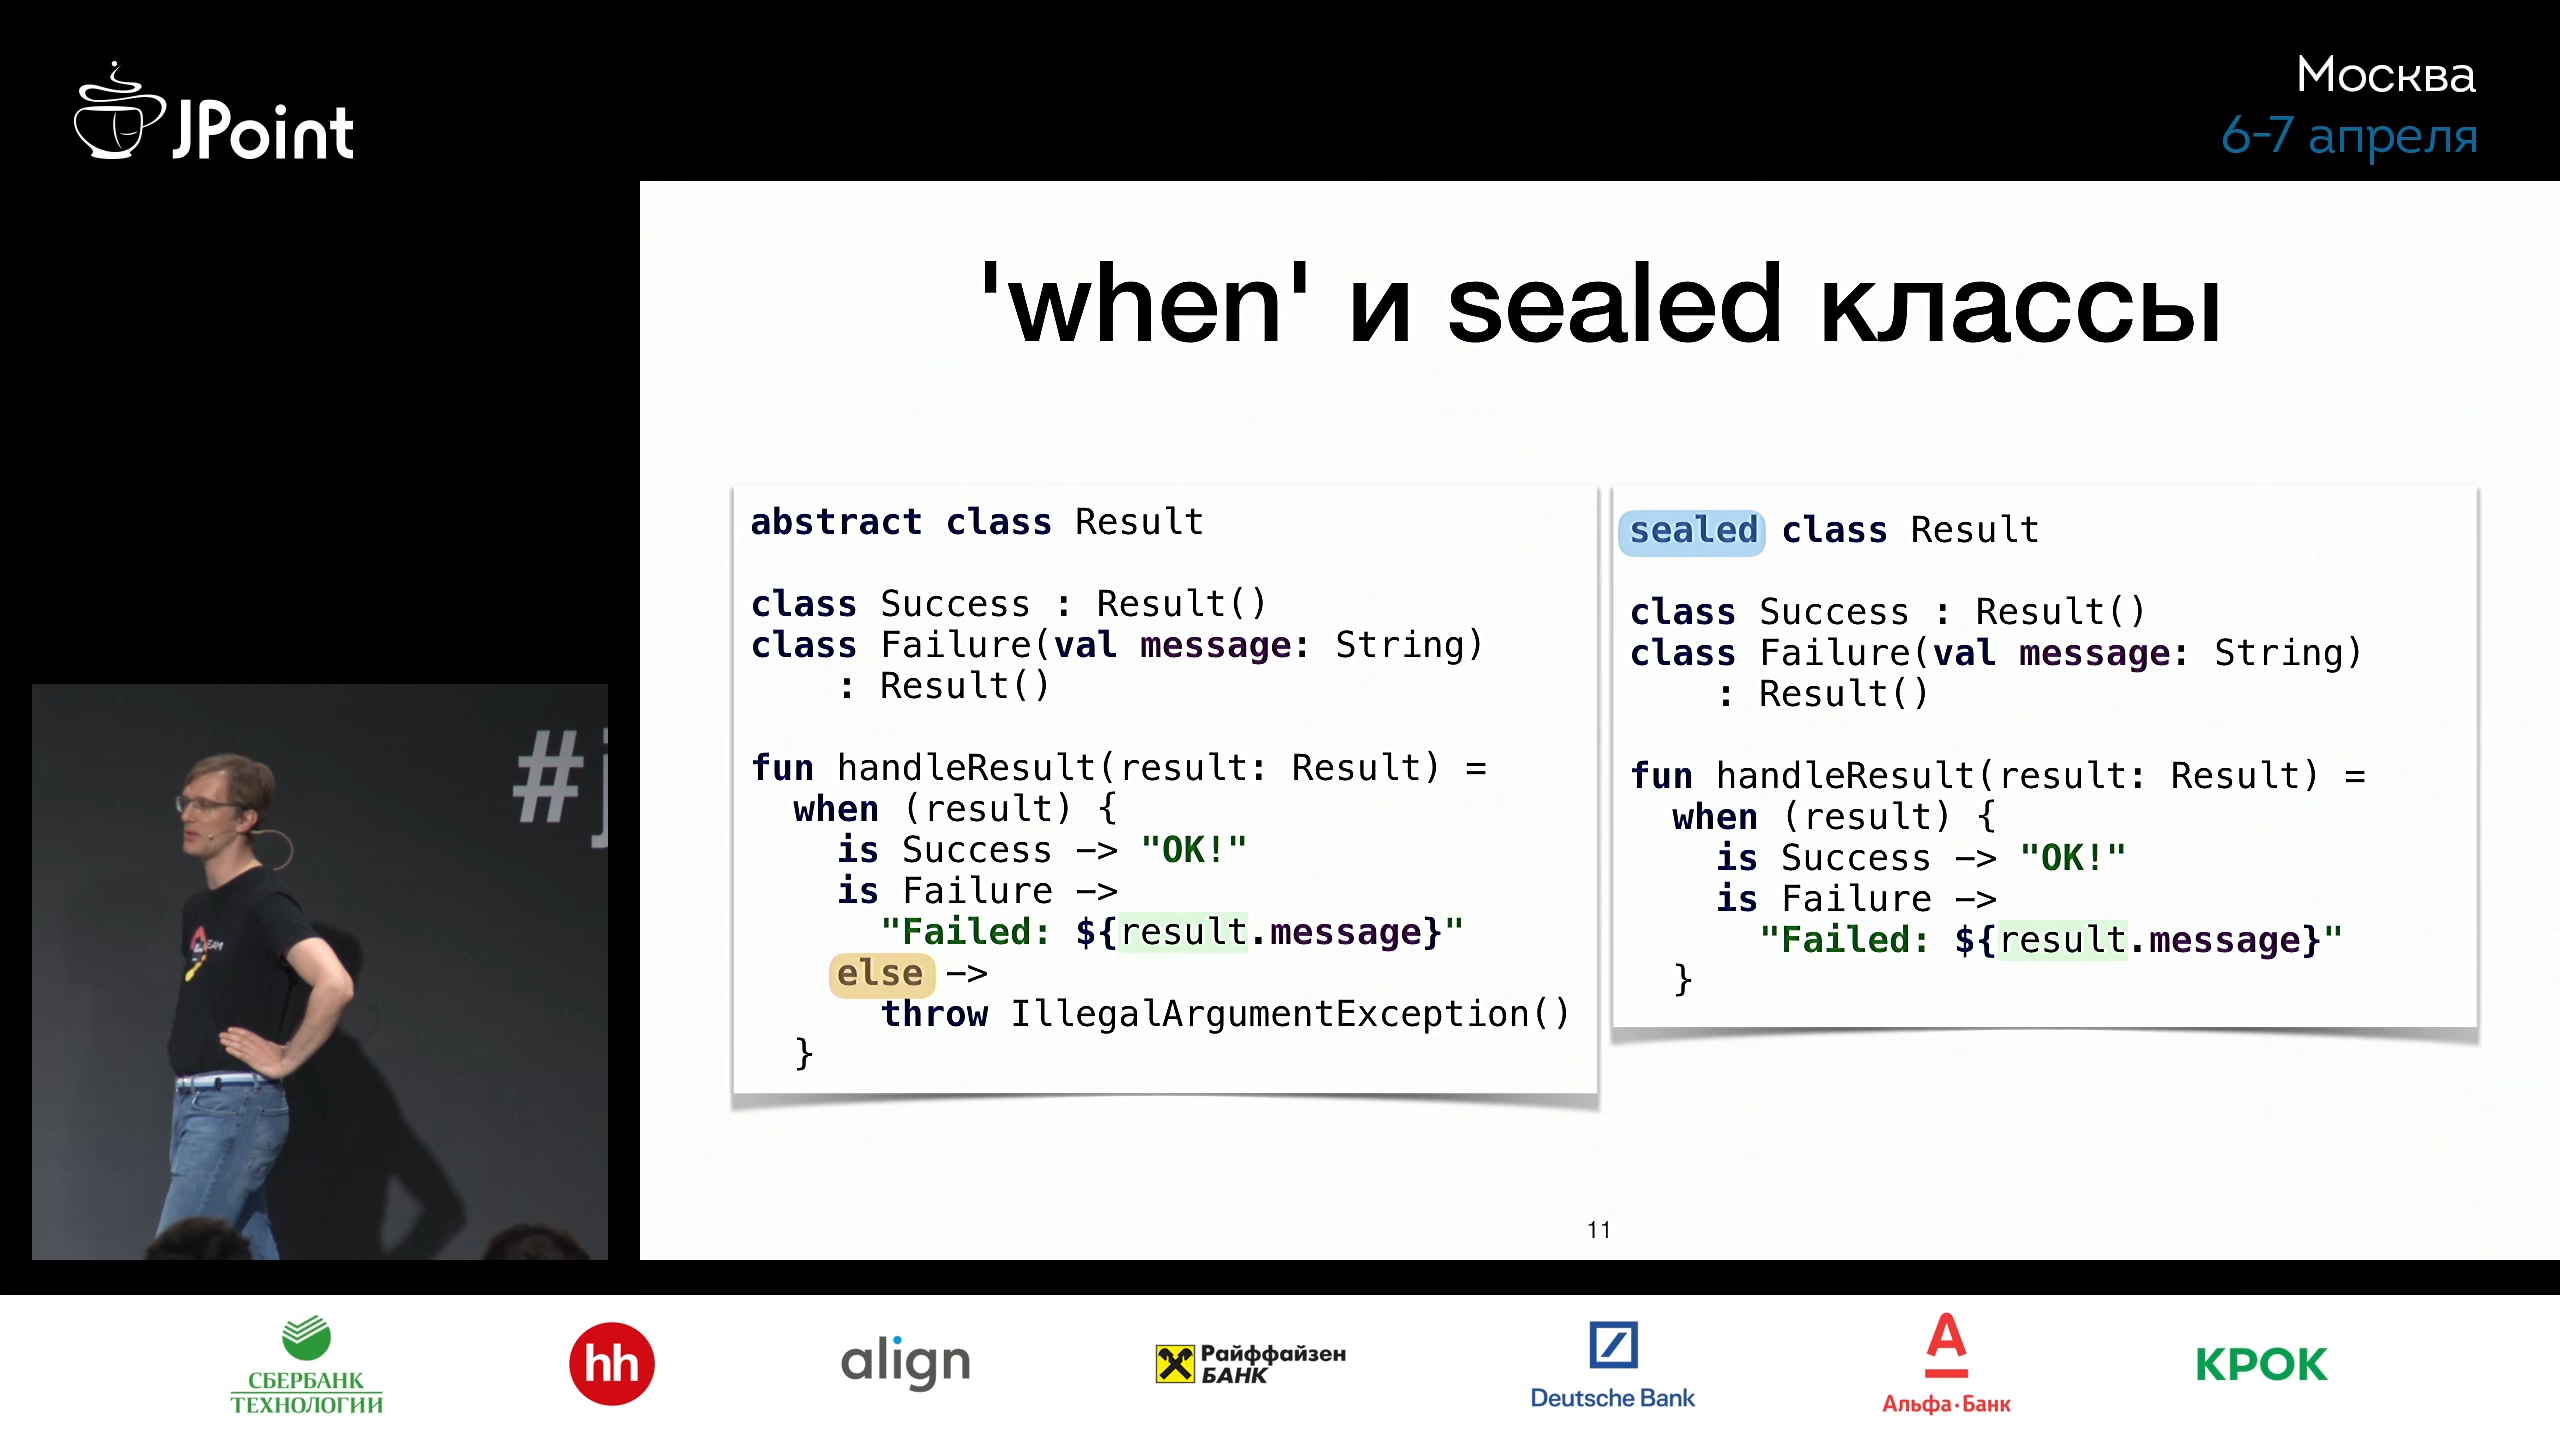 JPoint
Москва
6-7 апреля
'when' и sealed классы
abstract class Result
class Success : Result()
class Failure(val message: String)
    : Result()
fun handleResult(result: Result) =
  when (result) {
    is Success -> "OK!"
    is Failure ->
      "Failed: ${result.message}"
    else ->
      throw IllegalArgumentException()
  }
sealed class Result
class Success : Result()
class Failure(val message: String)
    : Result()
fun handleResult(result: Result) =
  when (result) {
    is Success -> "OK!"
    is Failure ->
      "Failed: ${result.message}"
  }
11
#j
СБЕРБАНК
ТЕХНОЛОГИИ
hh
align
Райффайзен
БАНК
Deutsche Bank
А
Альфа·Банк
КРОК